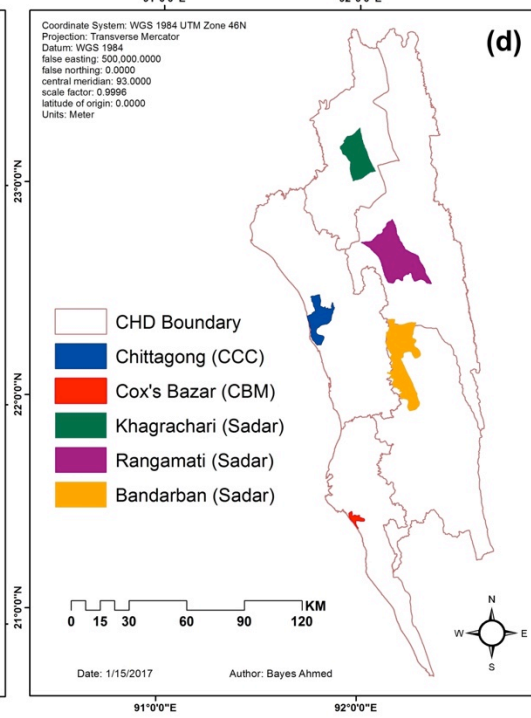 Coordinate System: WGS 1984 UTM Zone 46N
Projection: Transverse Mercator
Datum: WGS 1984
false easting: 500,000.0000
false northing: 0.0000
central meridian: 93.0000
scale factor: 0.9996
latitude of origin: 0.0000
Units: Meter
(d)
23°0'0"N
CHD Boundary
Chittagong (CCC)
Cox's Bazar (CBM)
Khagrachari (Sadar)
Rangamati (Sadar)
Bandarban (Sadar)
22°0'0"N
21°0'0"N
KM
0 15 30 60 90 120
N
W E
S
Date: 1/15/2017 Author: Bayes Ahmed
91°0'0"E 92°0'0"E